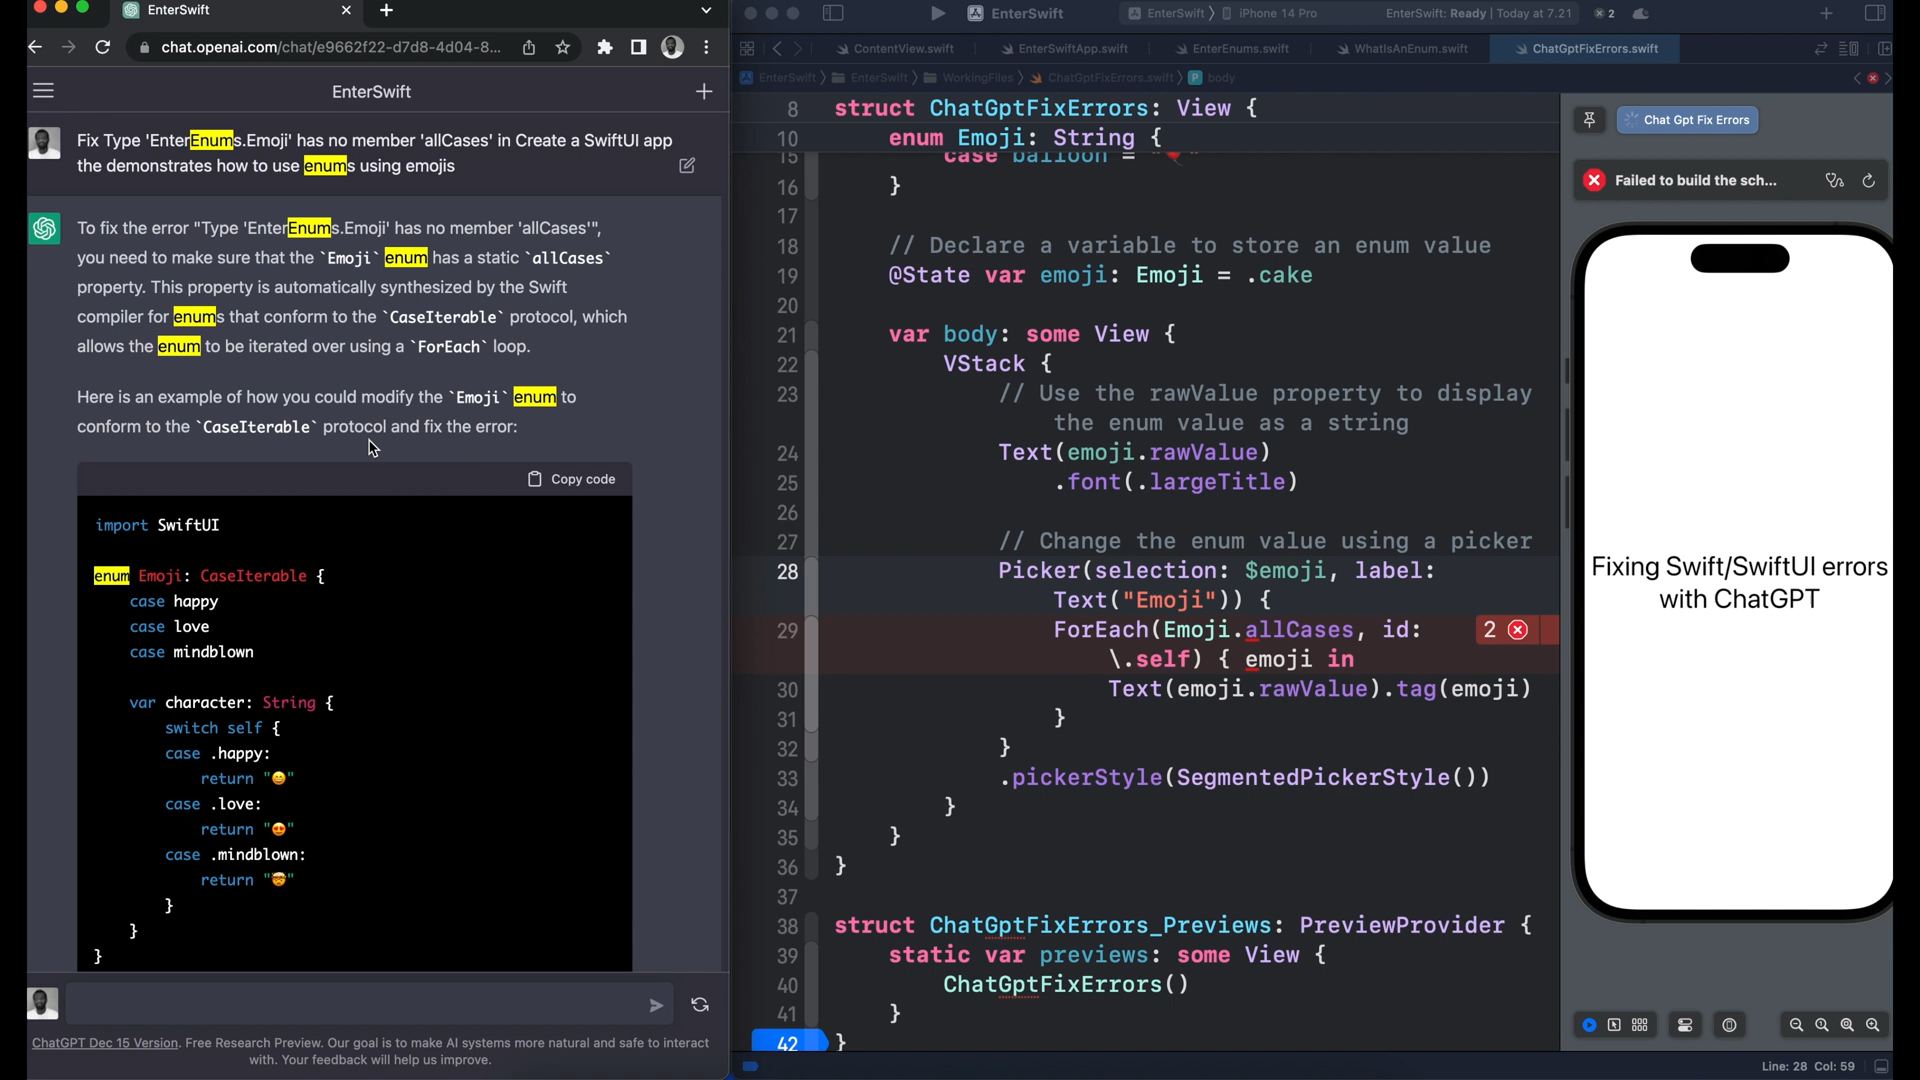 EnterSwift
chat.openai.com/chat/e9662f22-d7d8-4d04-8...
EnterSwift
Fix Type 'EnterEnums.Emoji' has no member 'allCases' in Create a SwiftUI app
the demonstrates how to use enums using emojis
To fix the error "Type 'EnterEnums.Emoji' has no member 'allCases'",
you need to make sure that the `Emoji` enum has a static `allCases`
property. This property is automatically synthesized by the Swift
compiler for enums that conform to the `CaseIterable` protocol, which
allows the enum to be iterated over using a `ForEach` loop.
Here is an example of how you could modify the `Emoji` enum to
conform to the `CaseIterable` protocol and fix the error:
Copy code
import SwiftUI
enum Emoji: CaseIterable {
case happy
case love
case mindblown
var character: String {
switch self {
case .happy:
return "😄"
case .love:
return "😍"
case .mindblown:
return "🤯"
}
}
}
ChatGPT Dec 15 Version. Free Research Preview. Our goal is to make AI systems more natural and safe to interact
with. Your feedback will help us improve.
EnterSwift
EnterSwift iPhone 14 Pro
EnterSwift: Ready | Today at 7.21
2
ContentView.swift
EnterSwiftApp.swift
EnterEnums.swift
WhatIsAnEnum.swift
ChatGptFixErrors.swift
EnterSwift EnterSwift WorkingFiles ChatGptFixErrors.swift P body
8 struct ChatGptFixErrors: View {
10 enum Emoji: String {
15 case balloon = "🎈"
16 }
17
18 // Declare a variable to store an enum value
19 @State var emoji: Emoji = .cake
20
21 var body: some View {
22 VStack {
23 // Use the rawValue property to display
the enum value as a string
24 Text(emoji.rawValue)
25 .font(.largeTitle)
26
27 // Change the enum value using a picker
28 Picker(selection: $emoji, label:
Text("Emoji")) {
29 ForEach(Emoji.allCases, id: 2
\.self) { emoji in
30 Text(emoji.rawValue).tag(emoji)
31 }
32 }
33 .pickerStyle(SegmentedPickerStyle())
34 }
35 }
36 }
37
38 struct ChatGptFixErrors_Previews: PreviewProvider {
39 static var previews: some View {
40 ChatGptFixErrors()
41 }
42 }
Chat Gpt Fix Errors
Failed to build the sch...
Fixing Swift/SwiftUI errors
with ChatGPT
Line: 28 Col: 59